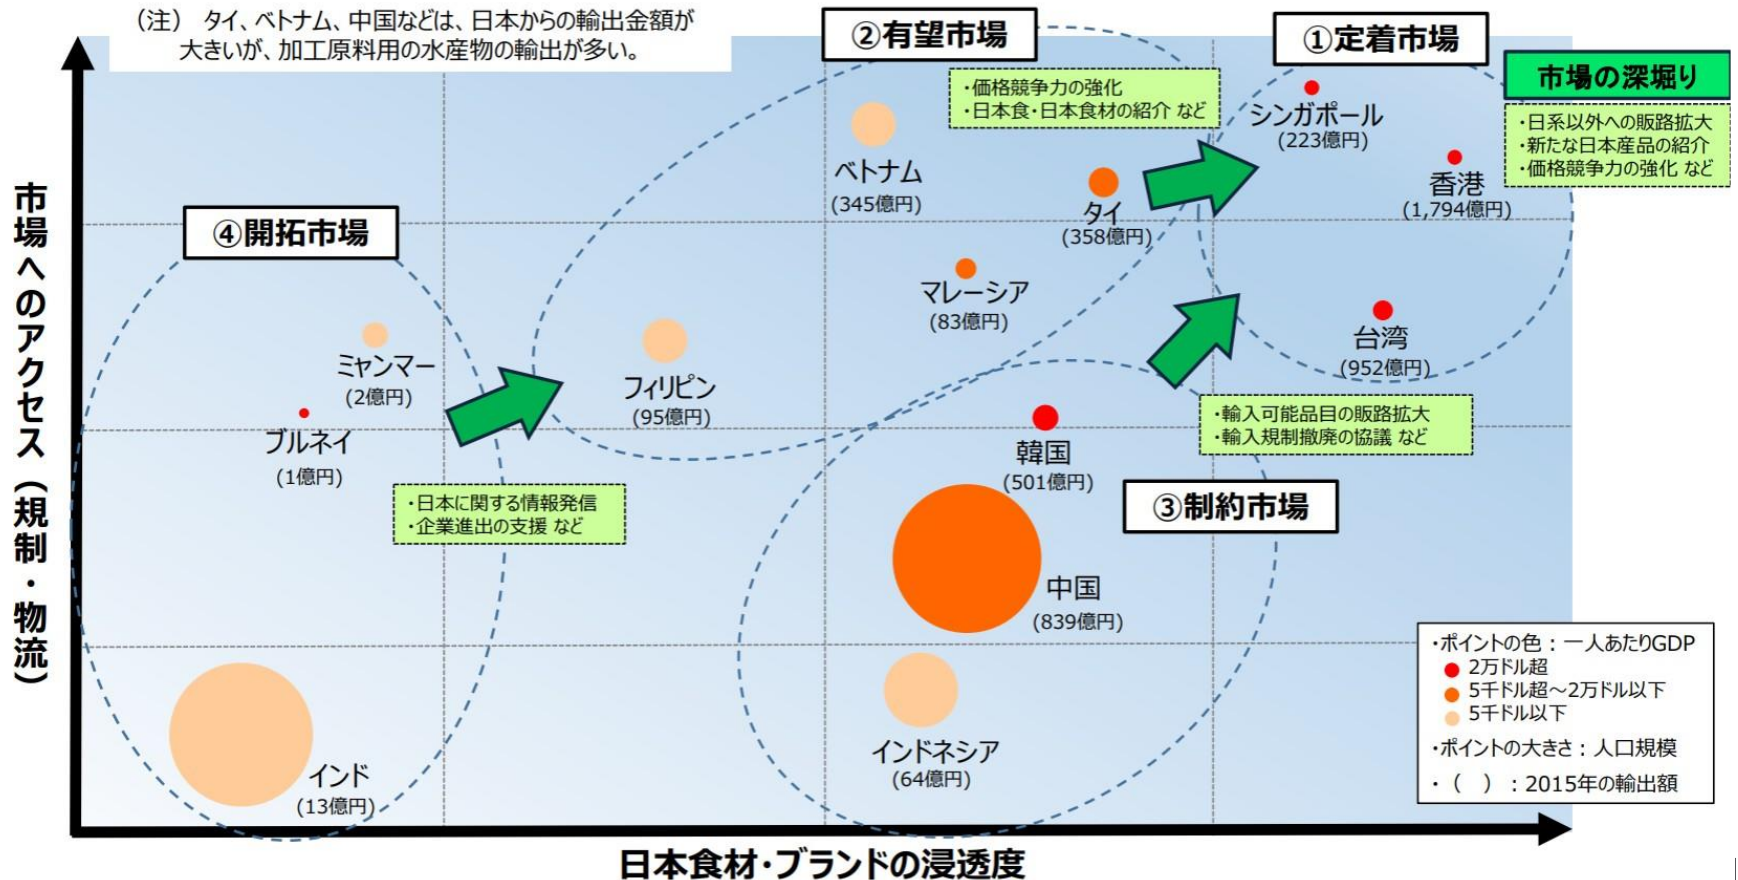 (注) タイ、ベトナム、中国などは、日本からの輸出金額が
大きいが、加工原料用の水産物の輸出が多い。
②有望市場
①定着市場
市場の深堀り
・価格競争力の強化
・日本食・日本食材の紹介 など
・日系以外への販路拡大
・新たな日本産品の紹介
・価格競争力の強化 など
シンガポール
(223億円)
香港
(1,794億円)
ベトナム
(345億円)
タイ
(358億円)
④開拓市場
マレーシア
(83億円)
台湾
(952億円)
ミャンマー
(2億円)
フィリピン
(95億円)
ブルネイ
(1億円)
・輸入可能品目の販路拡大
・輸入規制撤廃の協議 など
韓国
(501億円)
③制約市場
・日本に関する情報発信
・企業進出の支援 など
中国
(839億円)
インドネシア
(64億円)
インド
(13億円)
・ポイントの色：一人あたりGDP
2万ドル超
5千ドル超～2万ドル以下
5千ドル以下
・ポイントの大きさ：人口規模
・( )：2015年の輸出額
市場へのアクセス(規制・物流)
日本食材・ブランドの浸透度